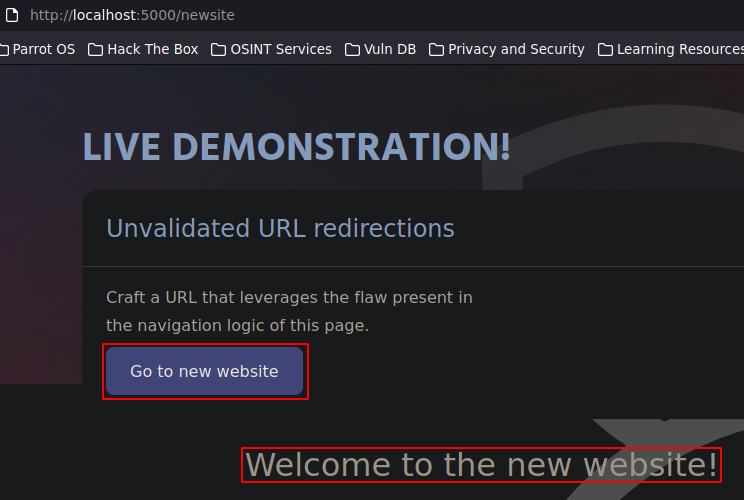 http://localhost:5000/newsite
Parrot OS Hack The Box OSINT Services Vuln DB Privacy and Security Learning Resources
LIVE DEMONSTRATION!
Unvalidated URL redirections
Craft a URL that leverages the flaw present in
the navigation logic of this page.
Go to new website
Welcome to the new website!